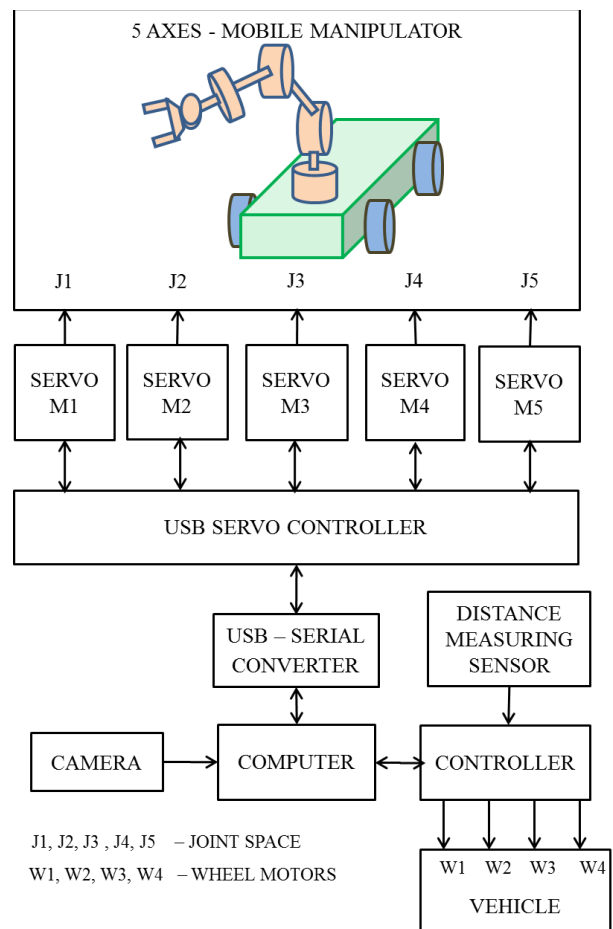 5 AXES - MOBILE MANIPULATOR
J1 J2 J3 J4 J5
SERVO M1
SERVO M2
SERVO M3
SERVO M4
SERVO M5
USB SERVO CONTROLLER
USB – SERIAL
CONVERTER
DISTANCE
MEASURING
SENSOR
CAMERA
COMPUTER
CONTROLLER
J1, J2, J3 , J4, J5 – JOINT SPACE
W1, W2, W3, W4 – WHEEL MOTORS
W1 W2 W3 W4
VEHICLE